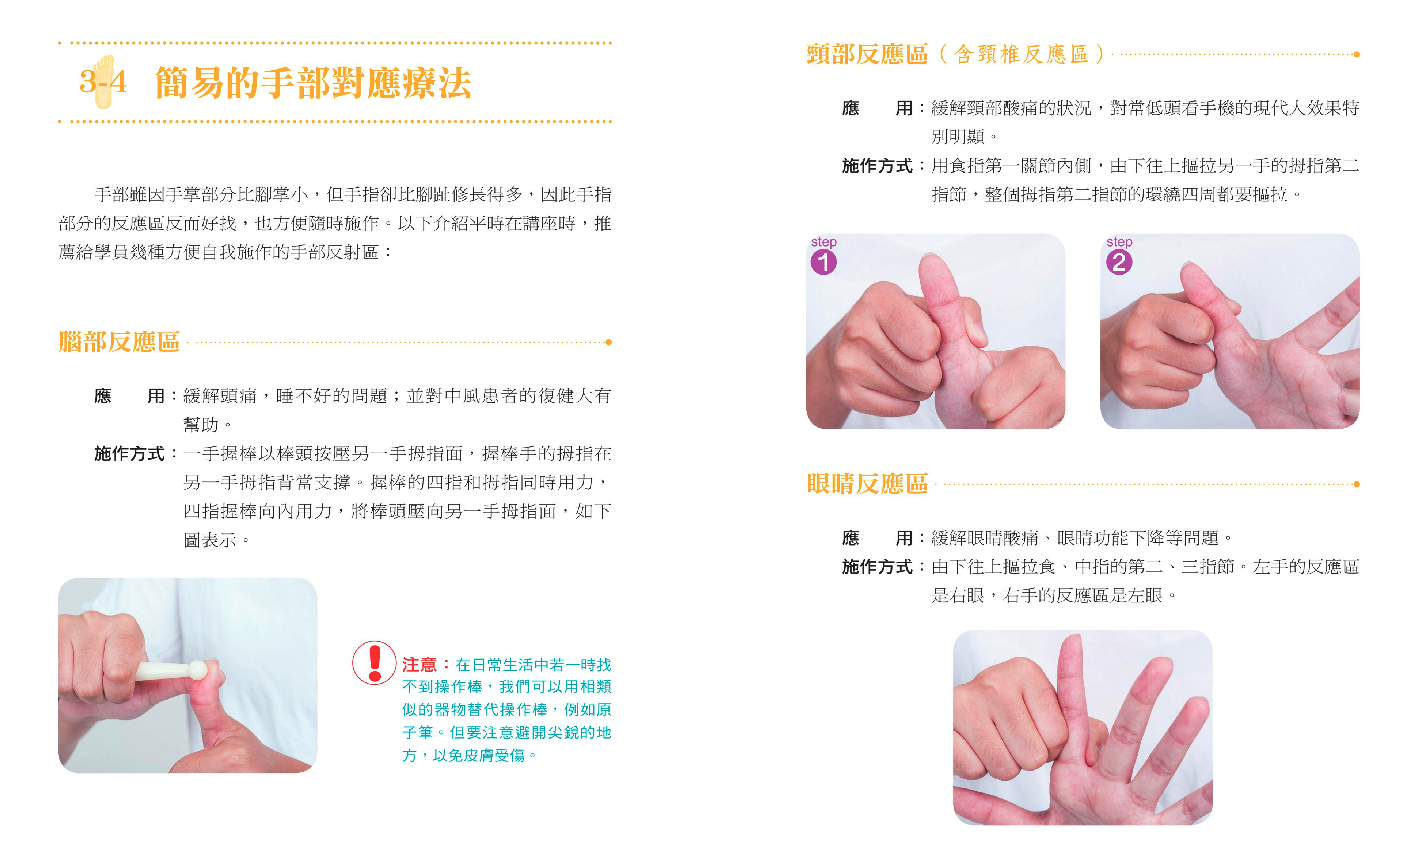 3-4 簡易的手部對應療法
手部雖因手掌部分比腳掌小，但手指卻比腳趾修長得多，因此手指
部分的反應區反而好找，也方便隨時施作。以下介紹平時在講座時，推
薦給學員幾種方便自我施作的手部反射區：
腦部反應區
應　　用：緩解頭痛，睡不好的問題；並對中風患者的復健大有
幫助。
施作方式：一手握棒以棒頭按壓另一手拇指面，握棒手的拇指在
另一手拇指背當支撐。握棒的四指和拇指同時用力，
四指握棒向內用力，將棒頭壓向另一手拇指面，如下
圖表示。
注意：在日常生活中若一時找
不到操作棒，我們可以用相類
似的器物替代操作棒，例如原
子筆。但要注意避開尖銳的地
方，以免皮膚受傷。
頸部反應區（含頸椎反應區）
應　　用：緩解頸部酸痛的狀況，對常低頭看手機的現代人效果特
別明顯。
施作方式：用食指第一關節內側，由下往上摳拉另一手的拇指第二
指節，整個拇指第二指節的環繞四周都要摳拉。
step
1
step
2
眼睛反應區
應　　用：緩解眼睛酸痛、眼睛功能下降等問題。
施作方式：由下往上摳拉食、中指的第二、三指節。左手的反應區
是右眼，右手的反應區是左眼。